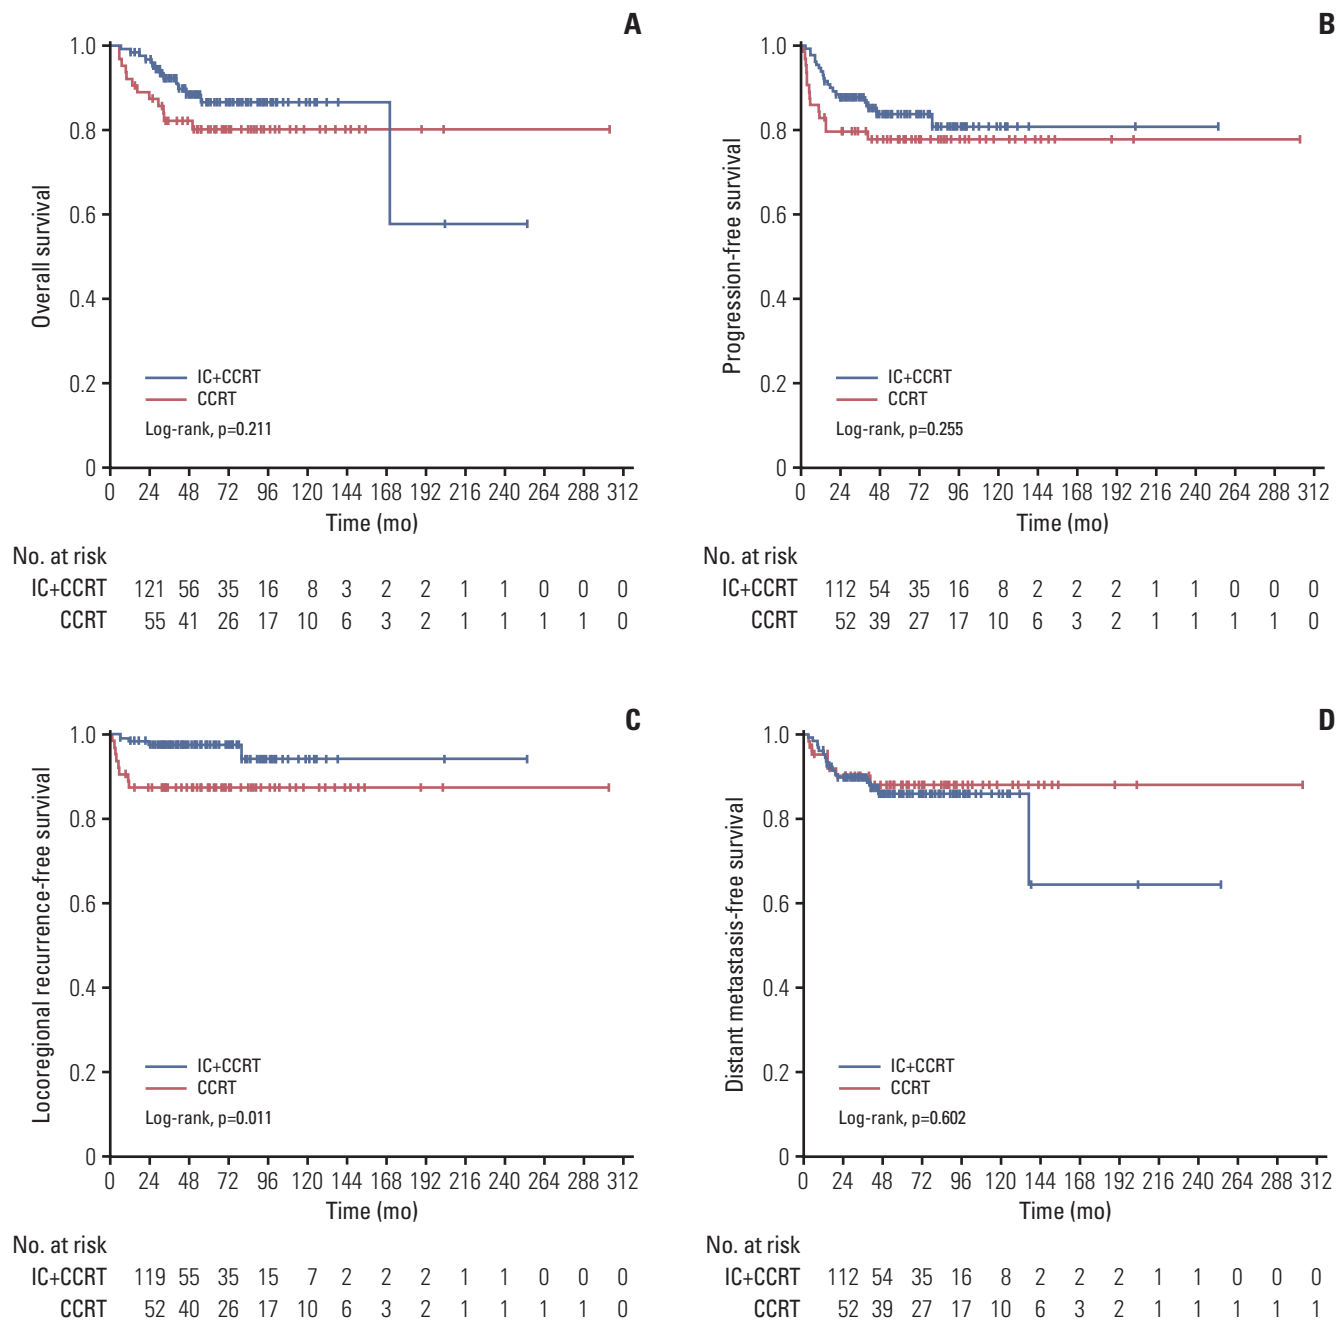 A
Overall survival
1.0
0.8
0.6
0.4
0.2
0
IC+CCRT
CCRT
Log-rank, p=0.211
0 24 48 72 96 120 144 168 192 216 240 264 288 312
Time (mo)
No. at risk
IC+CCRT 121 56 35 16 8 3 2 2 1 1 0 0 0
CCRT 55 41 26 17 10 6 3 2 1 1 1 1 0
B
Progression-free survival
1.0
0.8
0.6
0.4
0.2
0
IC+CCRT
CCRT
Log-rank, p=0.255
0 24 48 72 96 120 144 168 192 216 240 264 288 312
Time (mo)
No. at risk
IC+CCRT 112 54 35 16 8 2 2 2 1 1 0 0 0
CCRT 52 39 27 17 10 6 3 2 1 1 1 1 0
C
Locoregional recurrence-free survival
1.0
0.8
0.6
0.4
0.2
0
IC+CCRT
CCRT
Log-rank, p=0.011
0 24 48 72 96 120 144 168 192 216 240 264 288 312
Time (mo)
No. at risk
IC+CCRT 119 55 35 15 7 2 2 2 1 1 0 0 0
CCRT 52 40 26 17 10 6 3 2 1 1 1 1 0
D
Distant metastasis-free survival
1.0
0.8
0.6
0.4
0.2
0
IC+CCRT
CCRT
Log-rank, p=0.602
0 24 48 72 96 120 144 168 192 216 240 264 288 312
Time (mo)
No. at risk
IC+CCRT 112 54 35 16 8 2 2 2 1 1 0 0 0
CCRT 52 39 27 17 10 6 3 2 1 1 1 1 1